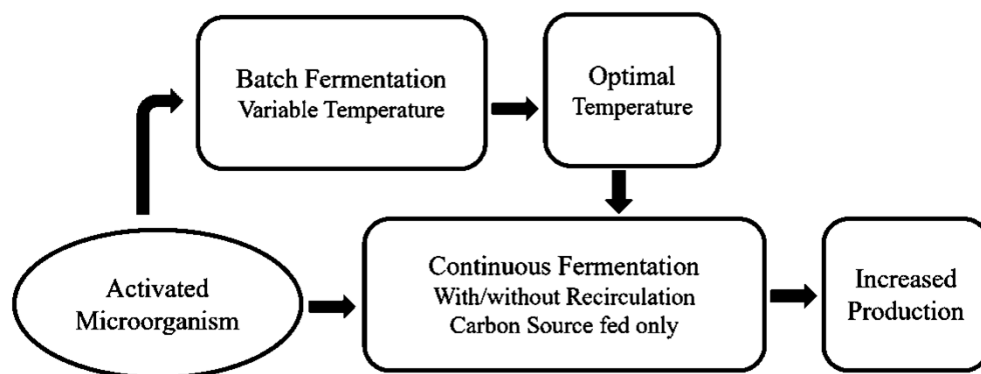 Batch Fermentation
Variable Temperature
Optimal
Temperature
Activated
Microorganism
Continuous Fermentation
With/without Recirculation
Carbon Source fed only
Increased
Production